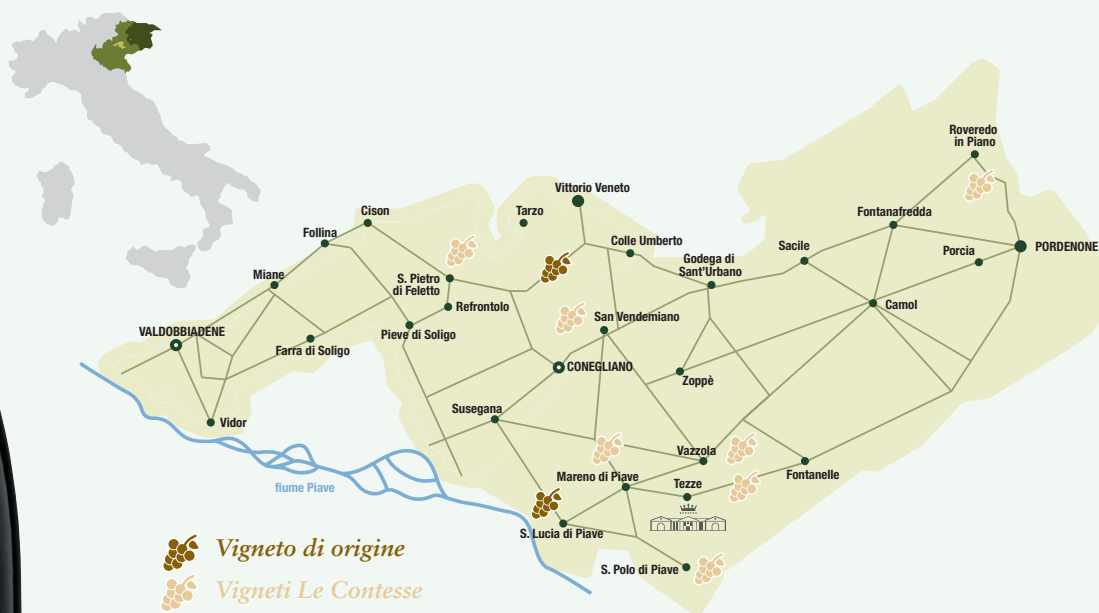 Roveredo
in Piano
Vittorio Veneto
Cison
Tarzo
Fontanafredda
Follina
Colle Umberto
Sacile
PORDENONE
Porcia
Godega di
Sant'Urbano
Miane
S. Pietro
di Feletto
Refrontolo
Camol
San Vendemiano
VALDOBBIADENE
Pieve di Soligo
Farra di Soligo
CONEGLIANO
Zoppè
Susegana
Vidor
Vazzola
Mareno di Piave
Fontanelle
Tezze
fiume Piave
S. Lucia di Piave
S. Polo di Piave
Vigneto di origine
Vigneti Le Contesse